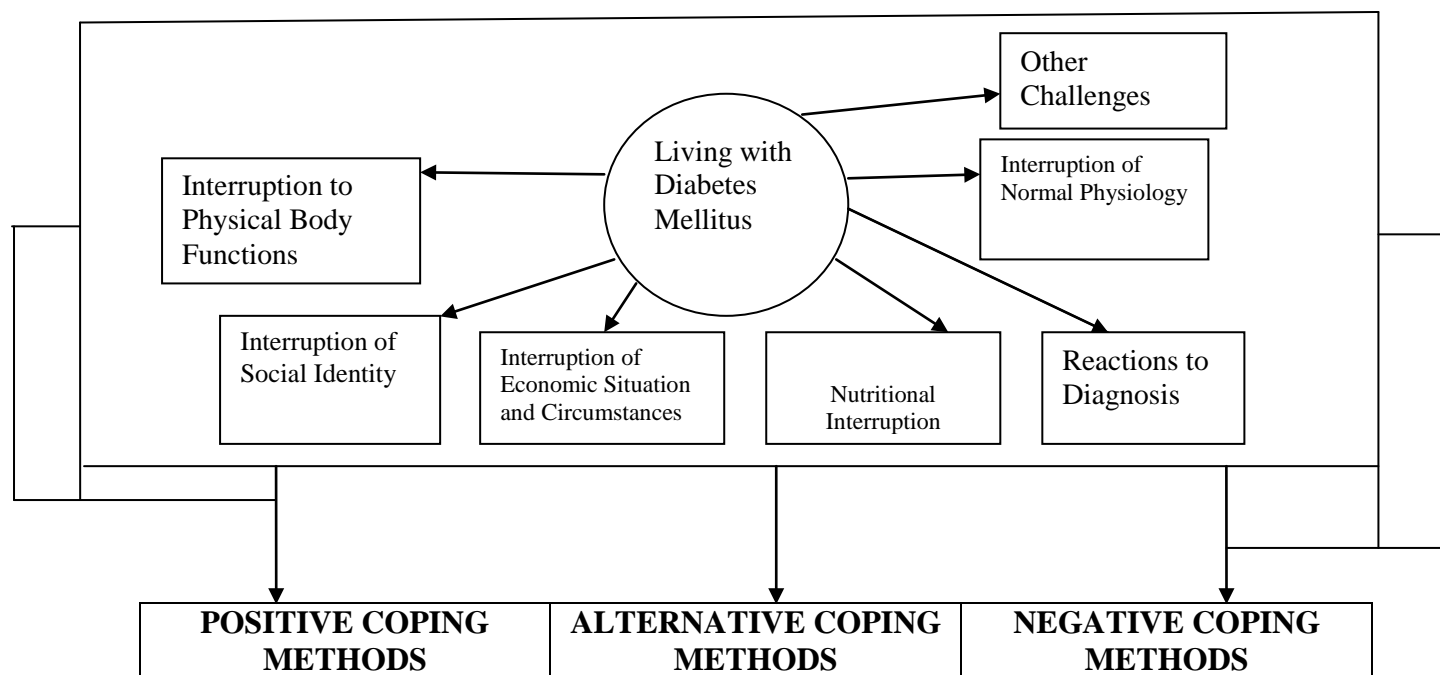 Other
Challenges
Living with
Diabetes
Mellitus
Interruption of
Normal Physiology
Interruption to
Physical Body
Functions
Interruption of
Social Identity
Interruption of
Economic Situation
and Circumstances
Nutritional
Interruption
Reactions to
Diagnosis
POSITIVE COPING
METHODS
ALTERNATIVE COPING
METHODS
NEGATIVE COPING
METHODS